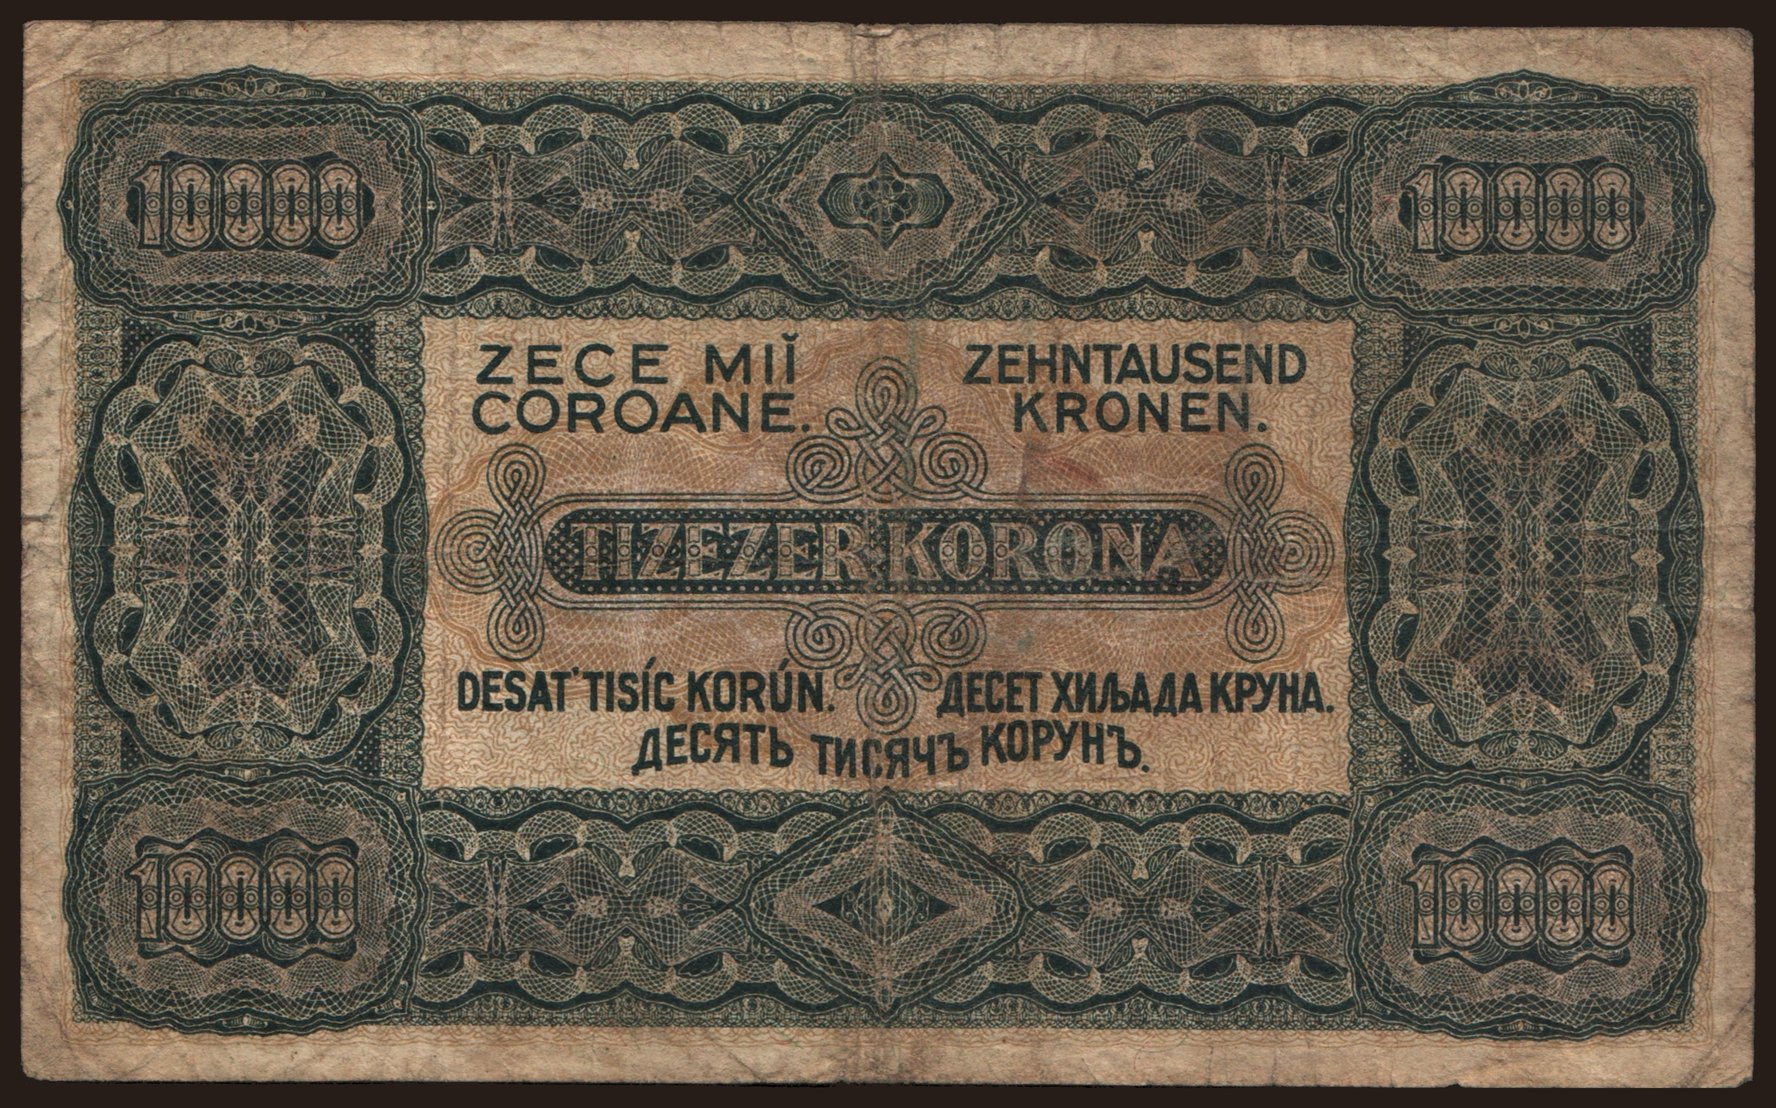 10000
10000
ZECE MIĬ
COROANE.
ZEHNTAUSEND
KRONEN.
TIZEZER KORONA
DESAT' TISÍC KORÚN.
ДЕСЕТ ХИЉАДА КРУНА.
ДЕСЯТЬ ТИСЯЧЪ КОРУНЪ.
10000
10000